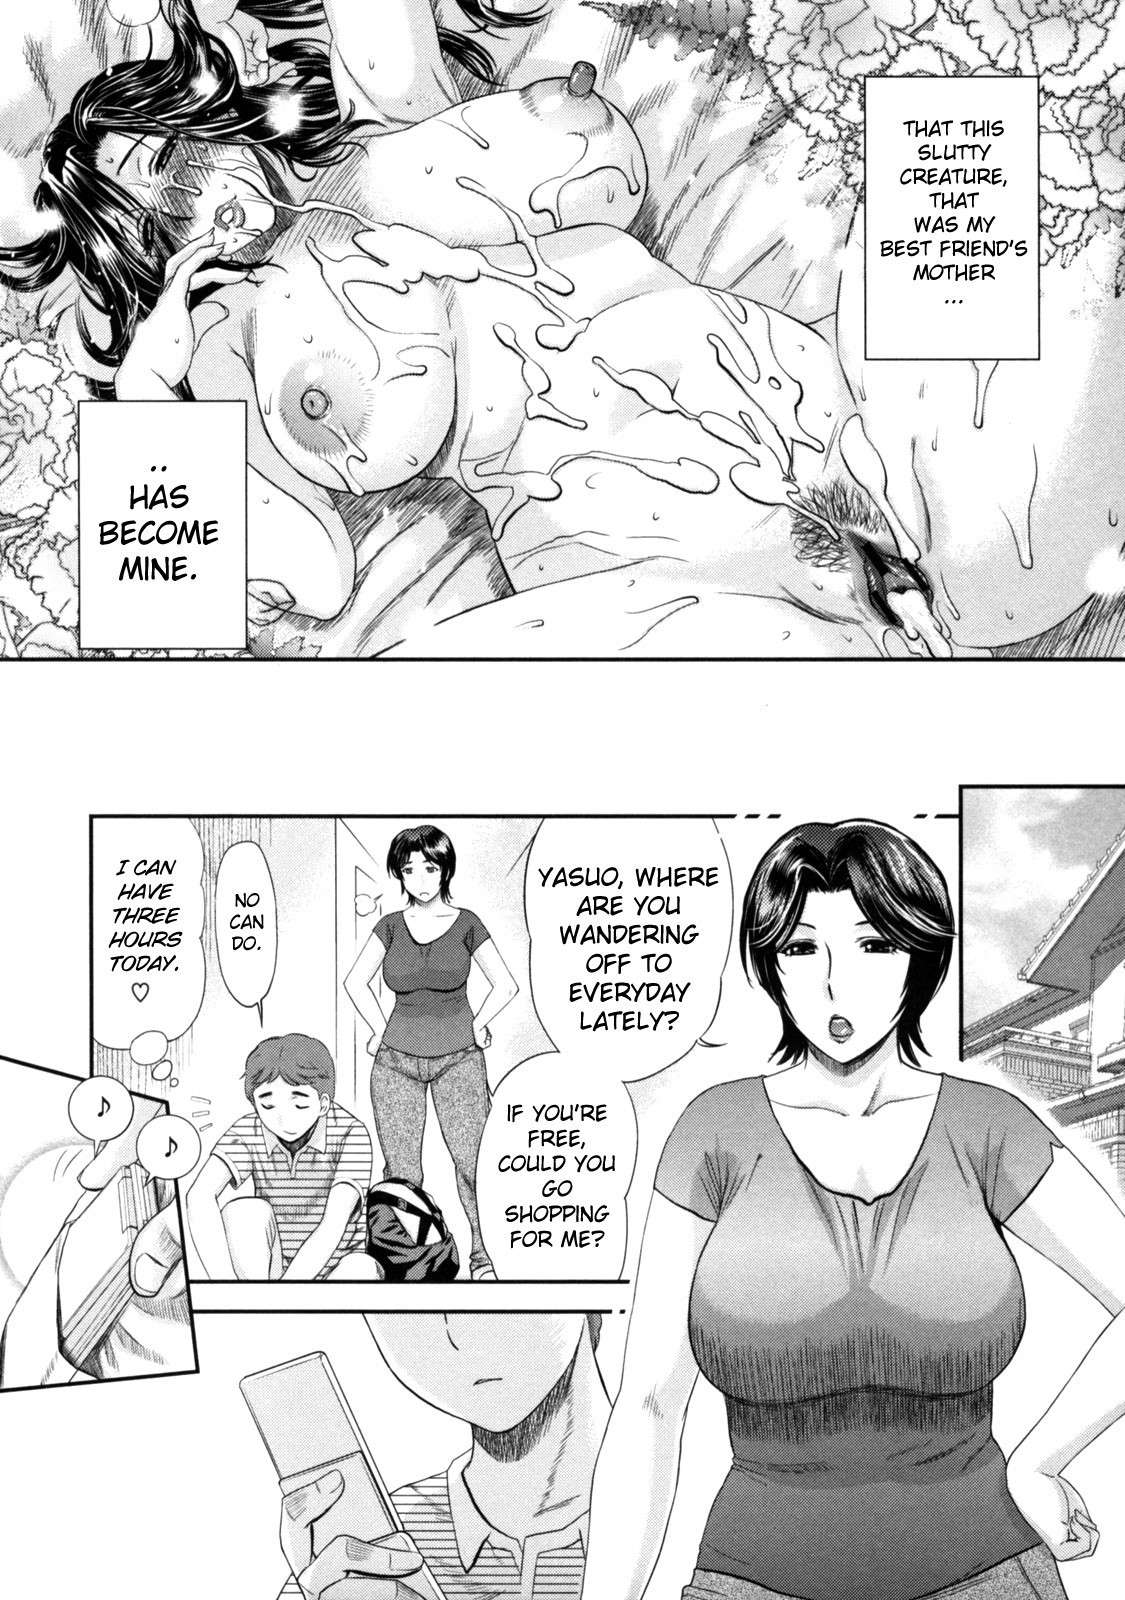 THAT THIS
SLUTTY
CREATURE,
THAT
WAS MY
BEST FRIEND'S
MOTHER
...
..
HAS
BECOME
MINE.
YASUO, WHERE
ARE YOU
WANDERING
OFF TO
EVERYDAY
LATELY?
IF YOU'RE
FREE,
COULD YOU
GO
SHOPPING
FOR ME?
NO
CAN
DO.
I CAN
HAVE
THREE
HOURS
TODAY.
♡
♪
♪